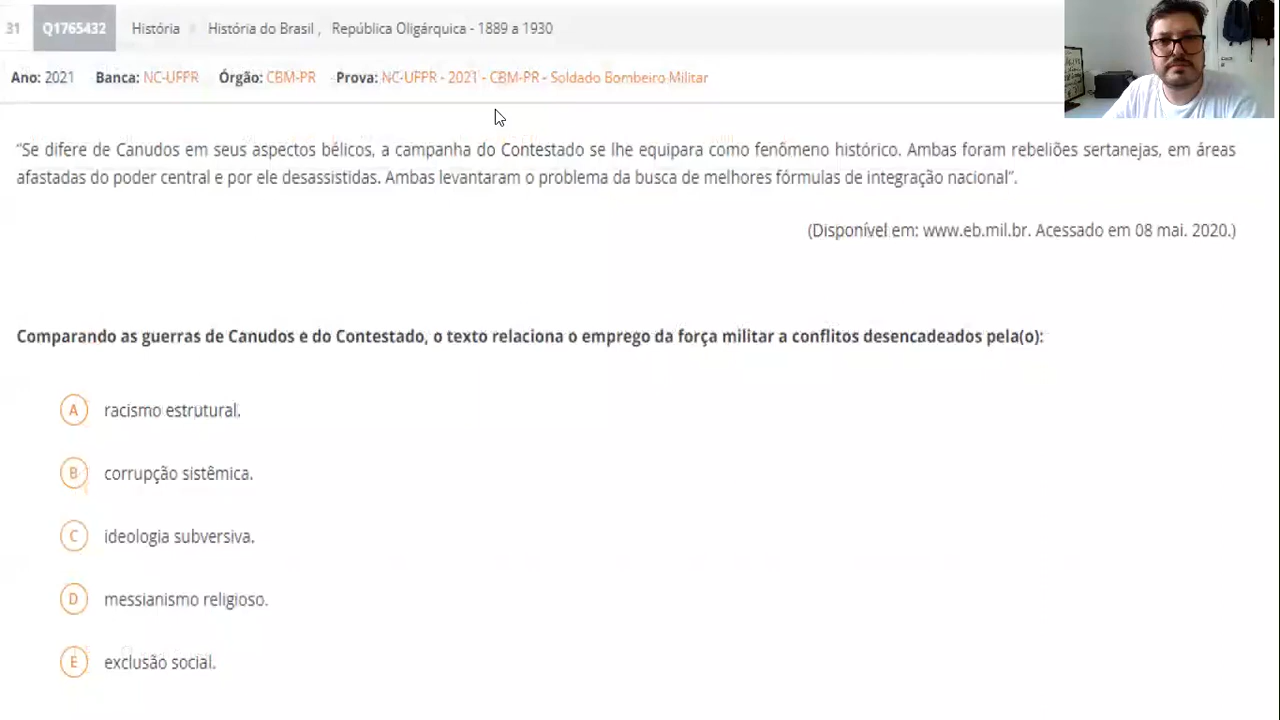 31 Q1765432 História História do Brasil , República Oligárquica - 1889 a 1930
Ano: 2021 Banca: NC-UFPR Órgão: CBM-PR Prova: NC-UFPR - 2021 - CBM-PR - Soldado Bombeiro Militar
“Se difere de Canudos em seus aspectos bélicos, a campanha do Contestado se lhe equipara como fenômeno histórico. Ambas foram rebeliões sertanejas, em áreas
afastadas do poder central e por ele desassistidas. Ambas levantaram o problema da busca de melhores fórmulas de integração nacional”.
(Disponível em: www.eb.mil.br. Acessado em 08 mai. 2020.)
Comparando as guerras de Canudos e do Contestado, o texto relaciona o emprego da força militar a conflitos desencadeados pela(o):
A racismo estrutural.
B corrupção sistêmica.
C ideologia subversiva.
D messianismo religioso.
E exclusão social.